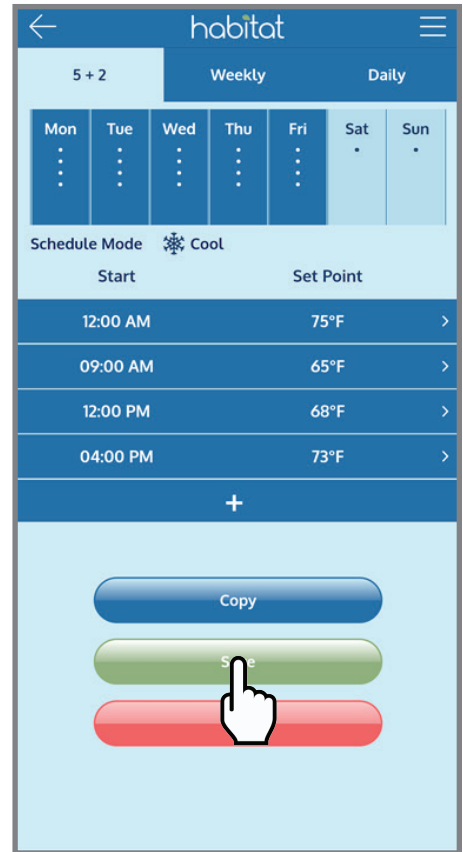 habitat
5 + 2 Weekly Daily
Mon Tue Wed Thu Fri Sat Sun
Schedule Mode Cool
Start Set Point
12:00 AM 75°F >
09:00 AM 65°F >
12:00 PM 68°F >
04:00 PM 73°F >
+
Copy